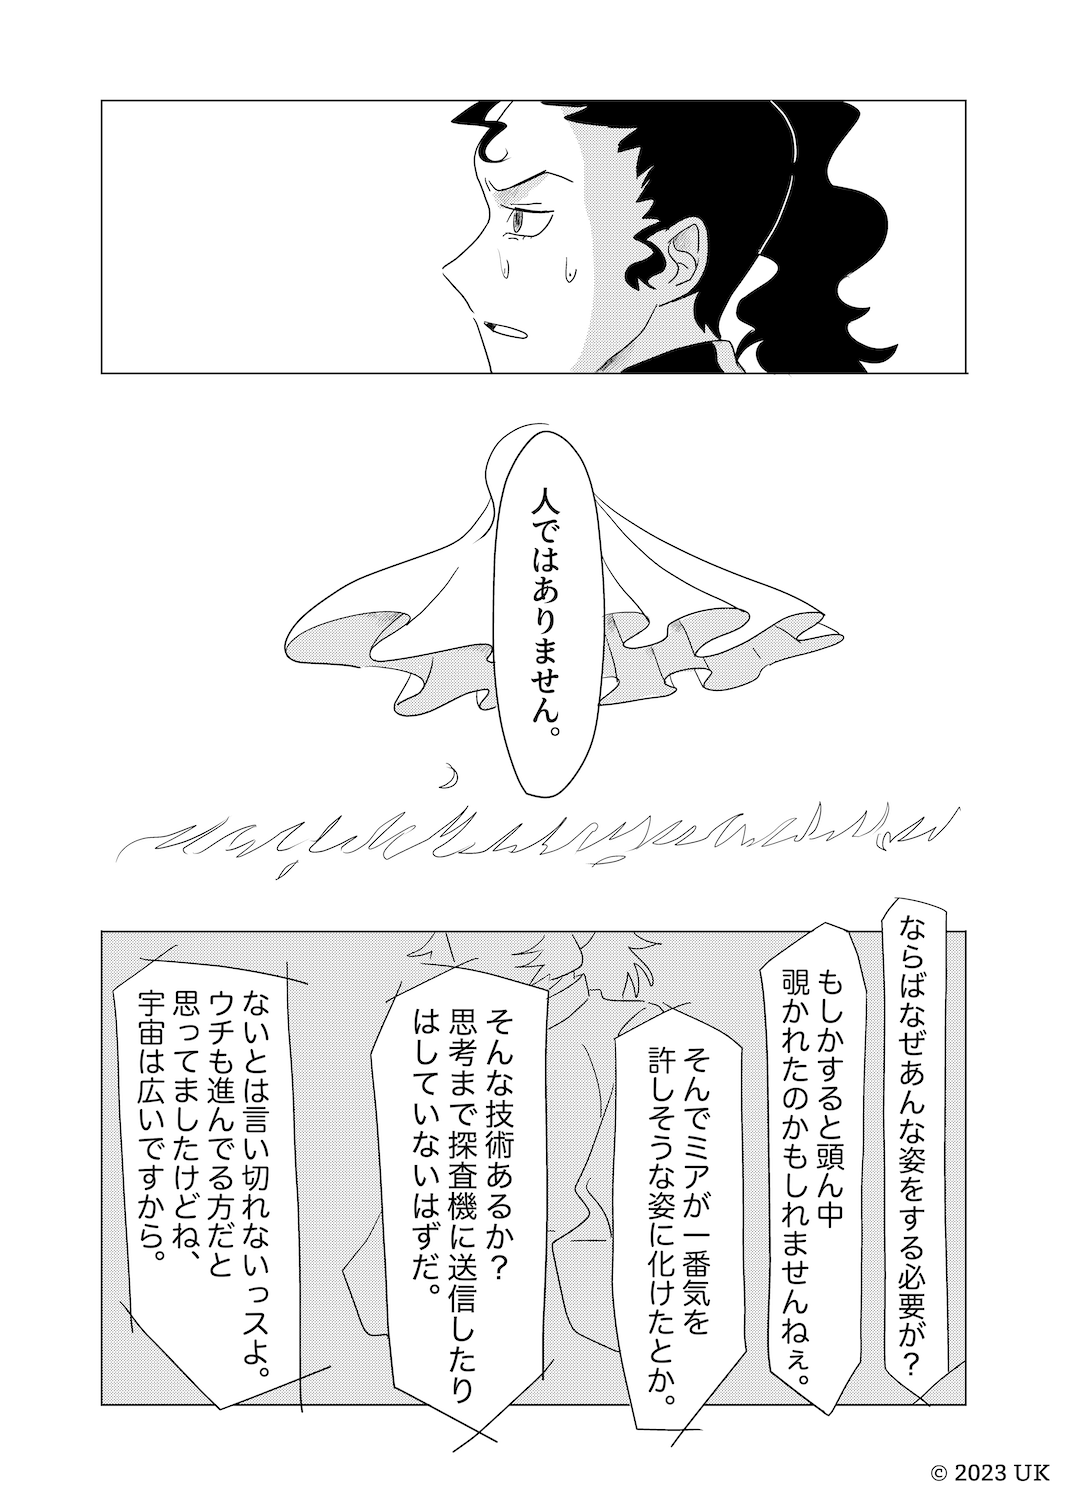 人ではありません。
ならばなぜあんな姿をする必要が？
もしかすると頭ん中
覗かれたのかもしれませんねぇ。
そんでミアが一番気を
許しそうな姿に化けたとか。
そんな技術あるか？
思考まで探査機に送信したり
はしていないはずだ。
ないとは言い切れないっスよ。
ウチも進んでる方だと
思ってましたけどね、
宇宙は広いですから。
© 2023 UK